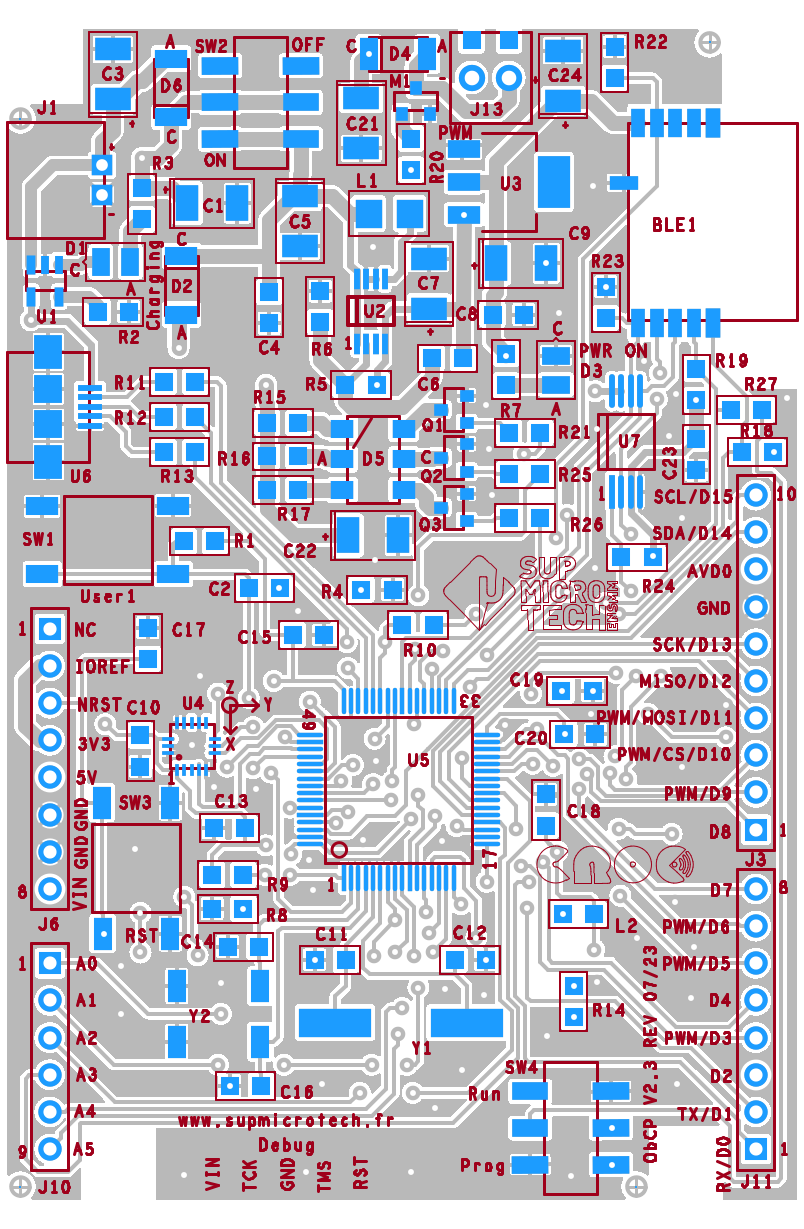 A
SW2
OFF
C
D4
A
R22
C3
D6
M1
C24
J1
C21
J13
C
PWM
R3
ON
R20
L1
U3
C1
C5
BLE1
D1
C
Charging
C
C9
C7
R23
A
D2
U1
R2
A
C4
R6
U2
C8
1
C
PWR ON
D3
R11
R5
C6
R19
R15
R7
A
R27
R12
Q1
R21
U7
R18
R16
A
D5
C
R13
U6
Q2
R25
C23
R17
1
SCL/D15
10
Q3
R26
SW1
R1
C22
SDA/D14
SUP
MICRO
TECH
ENSMM
R24
AVD0
User1
C2
R4
GND
1
NC
C17
C15
R10
SCK/D13
IOREF
Z
Y
X
C19
MISO/D12
NRST
C10
U4
49
33
PWM/MOSI/D11
3V3
C20
PWM/CS/D10
1
U5
5V
SW3
C13
C18
PWM/D9
GND
D8
1
GND
17
J3
VIN
8
R9
1
D7
8
J6
R8
L2
PWM/D6
RST
C14
C11
C12
1
A0
PWM/D5
A1
R14
D4
Y2
REV 07/23
A2
Y1
PWM/D3
A3
SW4
D2
C16
Run
A4
TX/D1
www.supmicrotech.fr
9
A5
Debug
ObCP V2.3
1
Prog
RX/D0
VIN
TCK
GND
TMS
RST
J10
J11